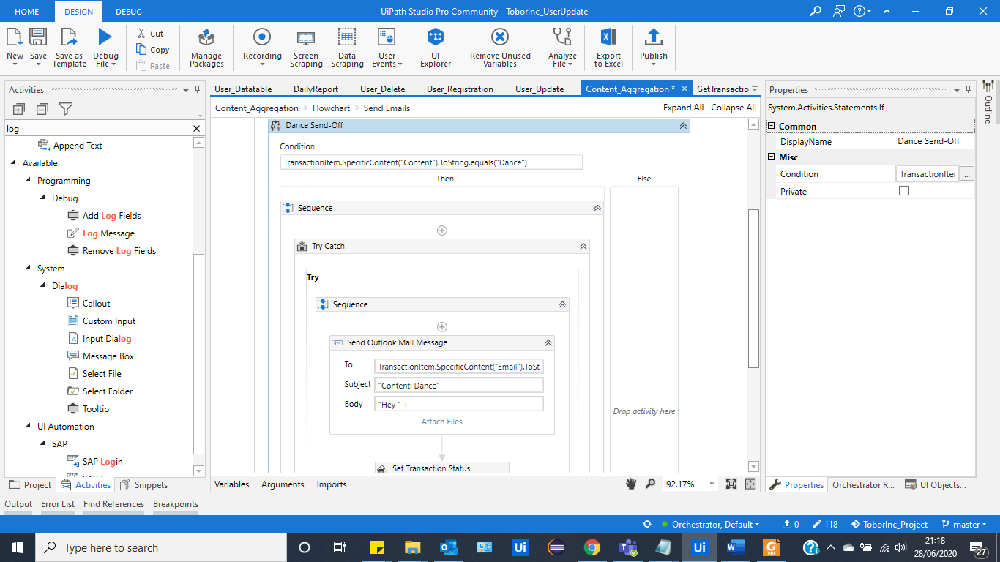 HOME DESIGN DEBUG UiPath Studio Pro Community - ToborInc_UserUpdate
New Save Save as Template Debug File Cut Copy Paste Manage Packages Recording Screen Scraping Data Scraping User Events UI Explorer Remove Unused Variables Analyze File Export to Excel Publish
Activities
log
Append Text
Available
Programming
Debug
Add Log Fields
Log Message
Remove Log Fields
System
Dialog
Callout
Custom Input
Input Dialog
Message Box
Select File
Select Folder
Tooltip
UI Automation
SAP
SAP Login
Project Activities Snippets
User_Datatable DailyReport User_Delete User_Registration User_Update Content_Aggregation * GetTransactio
Content_Aggregation Flowchart Send Emails Expand All Collapse All
Dance Send-Off
Condition
TransactionItem.SpecificContent("Content").ToString.equals("Dance")
Then Else
Sequence
Try Catch
Try
Sequence
Send Outlook Mail Message
To TransactionItem.SpecificContent("Email").ToSt
Subject "Content: Dance"
Body "Hey " +
Attach Files
Drop activity here
Set Transaction Status
Variables Arguments Imports 92.17%
Properties
System.Activities.Statements.If
Common
DisplayName Dance Send-Off
Misc
Condition TransactionIter ...
Private
Properties Orchestrator R... UI Objects...
Outline
Output Error List Find References Breakpoints
Orchestrator, Default 0 118 ToborInc_Project master
Type here to search
Ui
Ui
21:18
28/06/2020
27